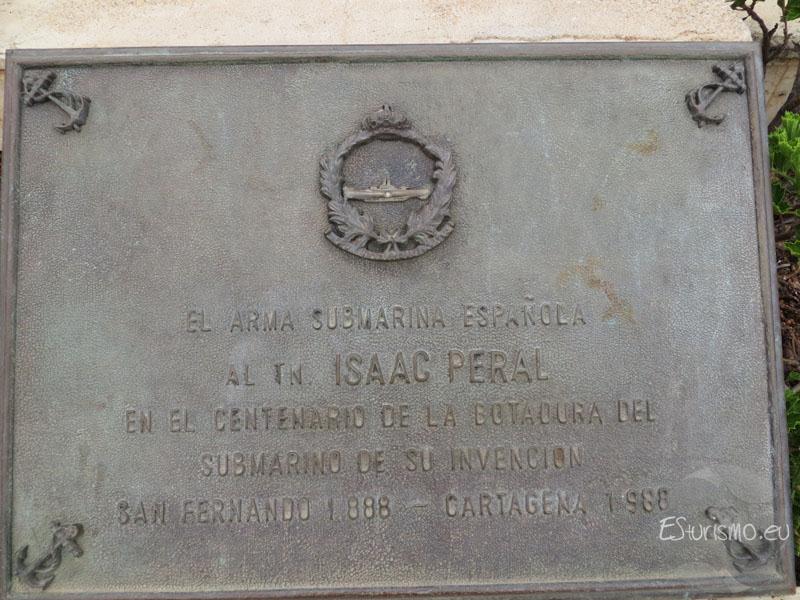 EL ARMA SUBMARINA ESPAÑOLA
AL TN. ISAAC PERAL
EN EL CENTENARIO DE LA BOTADURA DEL
SUBMARINO DE SU INVENCION
SAN FERNANDO 1.888 - CARTAGENA 1.988
ESturismo.eu